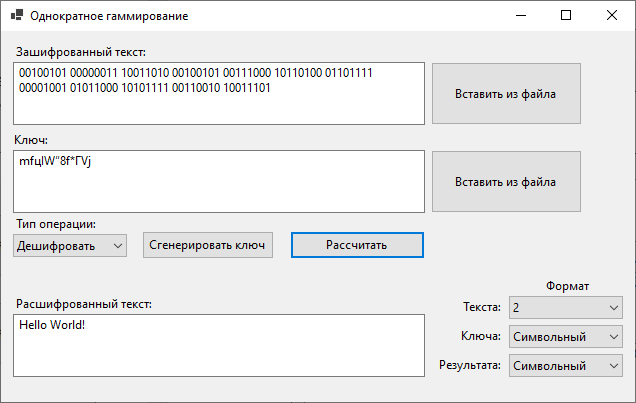 Однократное гаммирование
Зашифрованный текст:
00100101 00000011 10011010 00100101 00111000 10110100 01101111
00001001 01011000 10101111 00110010 10011101
Вставить из файла
Ключ:
mfцIW”8f*ГVј
Вставить из файла
Тип операции:
Дешифровать
Сгенерировать ключ
Рассчитать
Формат
Расшифрованный текст:
Hello World!
Текста:
2
Ключа:
Символьный
Результата:
Символьный